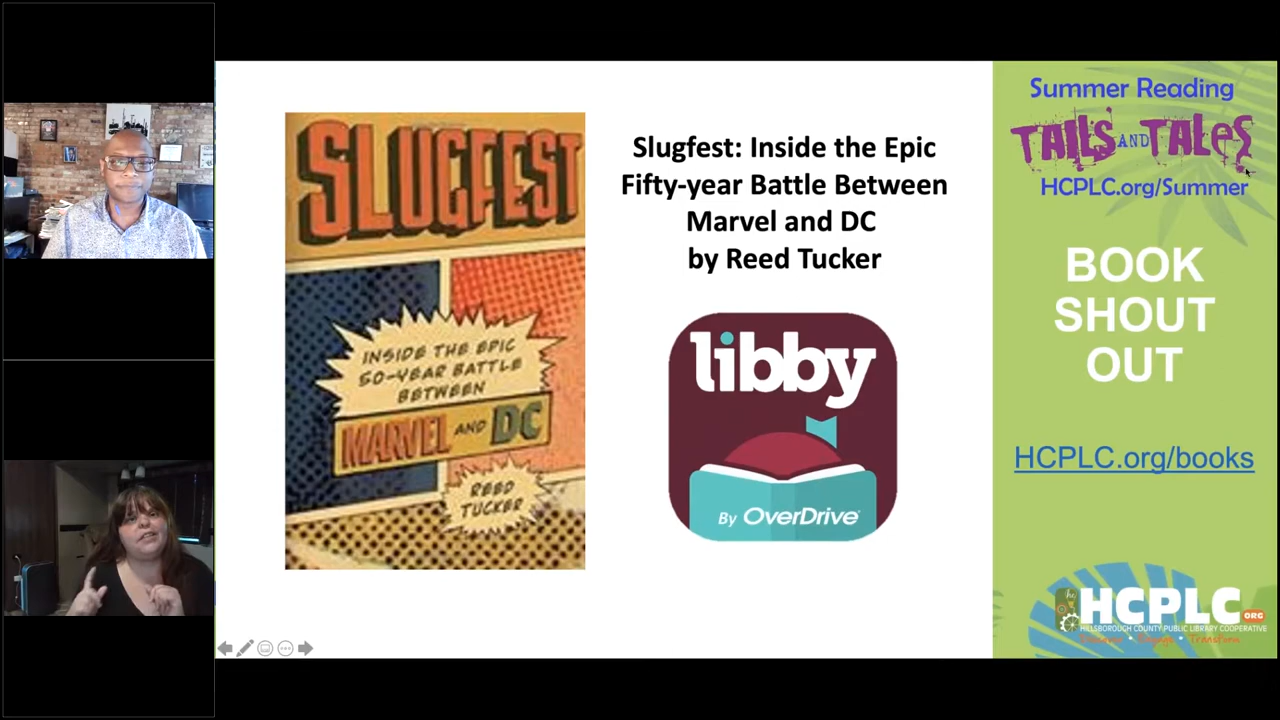 SLUGFEST
INSIDE THE EPIC
50-YEAR BATTLE
BETWEEN
MARVEL AND DC
REED
TUCKER
Slugfest: Inside the Epic
Fifty-year Battle Between
Marvel and DC
by Reed Tucker
libby
By OverDrive
Summer Reading
TAILS AND TALES
HCPLC.org/Summer
BOOK
SHOUT
OUT
HCPLC.org/books
the
HCPLC ORG
HILLSBOROUGH COUNTY PUBLIC LIBRARY COOPERATIVE